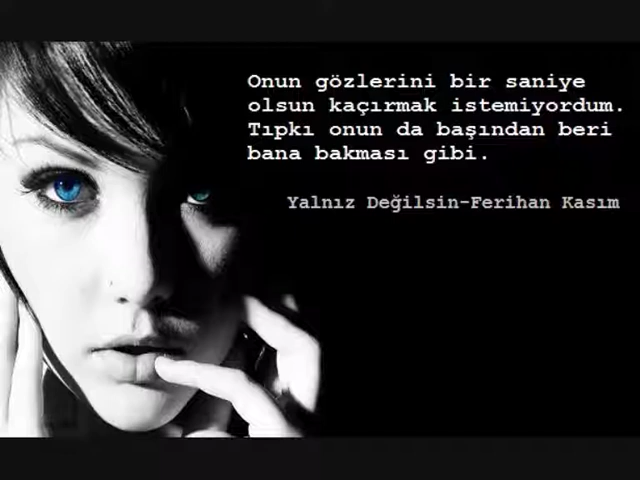 Onun gözlerini bir saniye
olsun kaçırmak istemiyordum.
Tıpkı onun da başından beri
bana bakması gibi.
Yalnız Değilsin-Ferihan Kasım